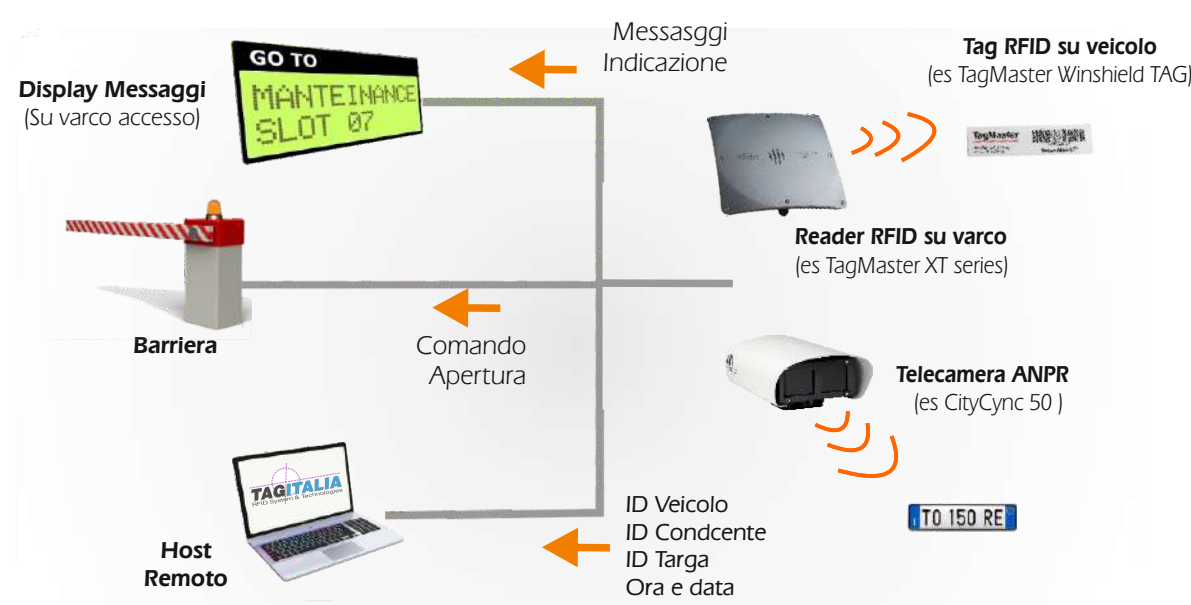 Messasggi
Indicazione
Tag RFID su veicolo
(es TagMaster Winshield TAG)
Display Messaggi
(Su varco accesso)
GO TO
MANTEINANCE
SLOT 07
TagMaster
Reader RFID su varco
(es TagMaster XT series)
Barriera
Comando
Apertura
Telecamera ANPR
(es CityCync 50 )
TAGITALIA
RFID System & Technologies
Host
Remoto
ID Veicolo
ID Condcente
ID Targa
Ora e data
TO 150 RE